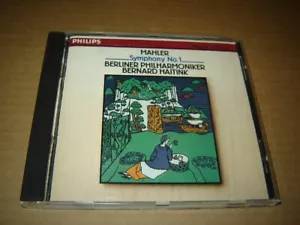 PHILIPS
MAHLER
Symphony No.1
BERLINER PHILHARMONIKER
BERNARD HAITINK